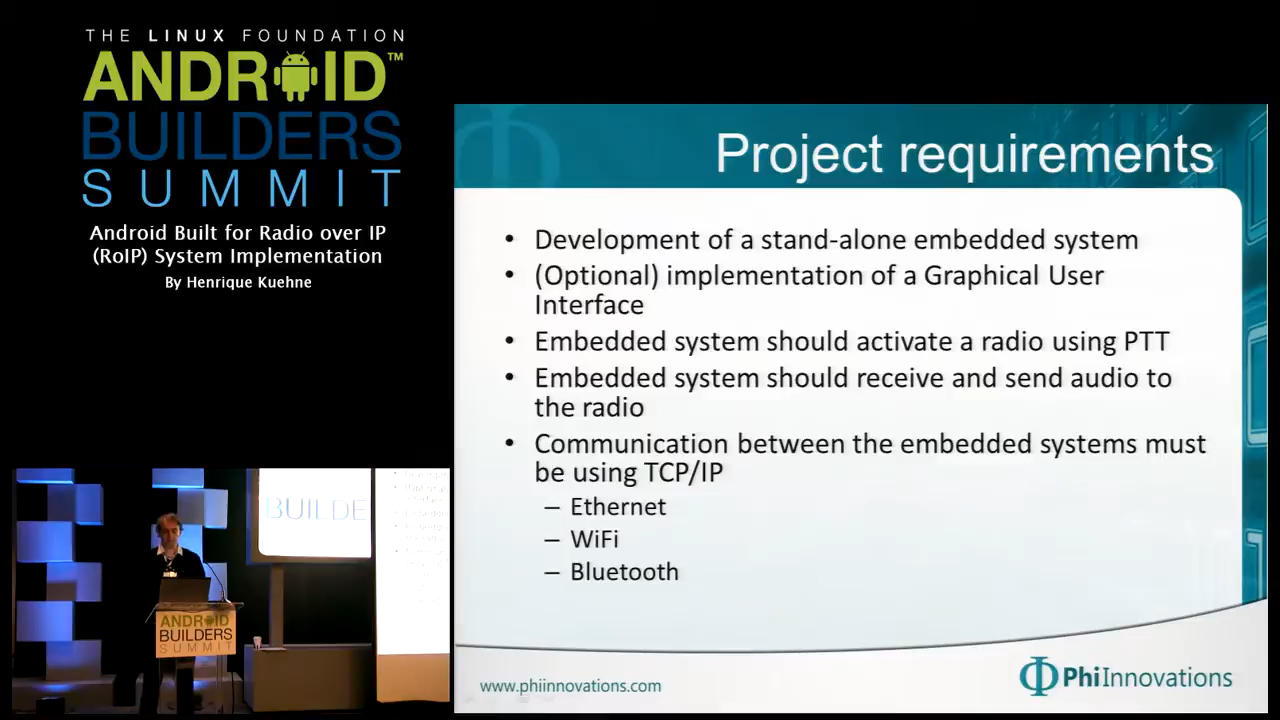 THE LINUX FOUNDATION
ANDROID™
BUILDERS
SUMMIT
Android Built for Radio over IP
(RoIP) System Implementation
By Henrique Kuehne
Project requirements
• Development of a stand-alone embedded system
• (Optional) implementation of a Graphical User
Interface
• Embedded system should activate a radio using PTT
• Embedded system should receive and send audio to
the radio
• Communication between the embedded systems must
be using TCP/IP
– Ethernet
– WiFi
– Bluetooth
www.phiinnovations.com
PhiInnovations
BUILDE
ANDROID
BUILDERS
SUMMIT